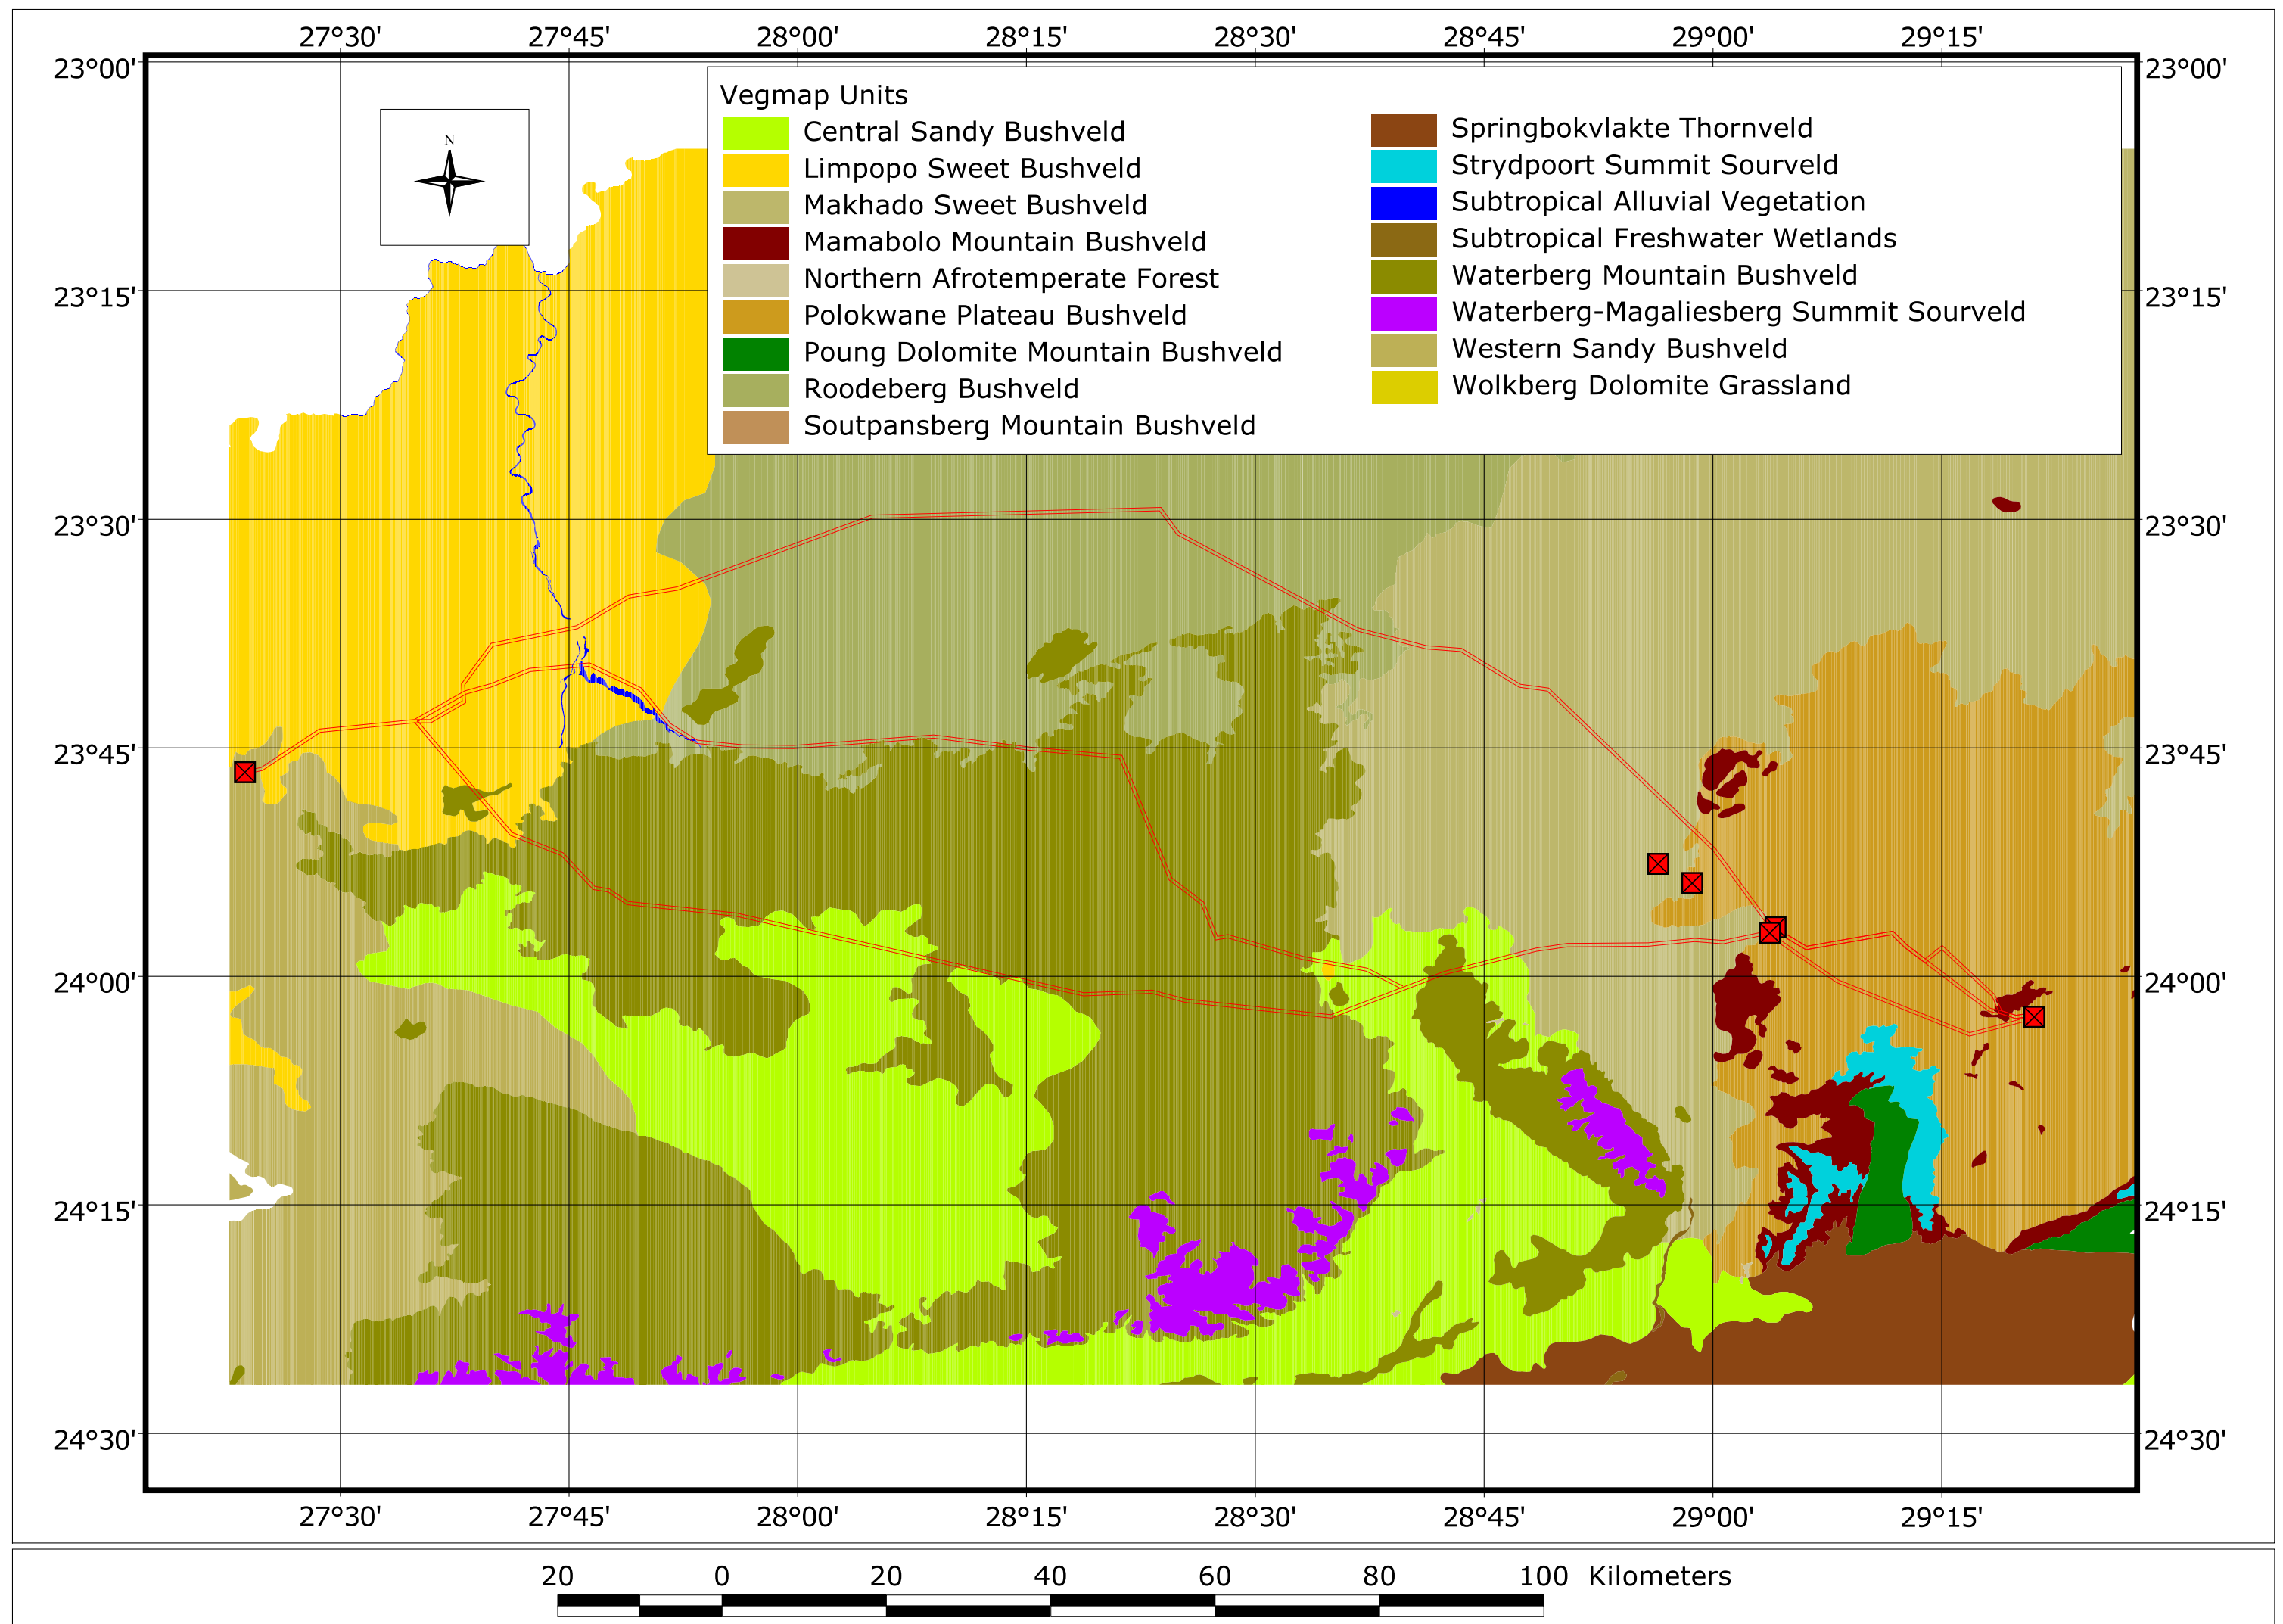 27°30' 27°45' 28°00' 28°15' 28°30' 28°45' 29°00' 29°15'
23°00' 23°00'
Vegmap Units
N
Central Sandy Bushveld
Limpopo Sweet Bushveld
Makhado Sweet Bushveld
Mamabolo Mountain Bushveld
Northern Afrotemperate Forest
Polokwane Plateau Bushveld
Poung Dolomite Mountain Bushveld
Roodeberg Bushveld
Soutpansberg Mountain Bushveld
Springbokvlakte Thornveld
Strydpoort Summit Sourveld
Subtropical Alluvial Vegetation
Subtropical Freshwater Wetlands
Waterberg Mountain Bushveld
Waterberg-Magaliesberg Summit Sourveld
Western Sandy Bushveld
Wolkberg Dolomite Grassland
23°15' 23°15'
23°30' 23°30'
23°45' 23°45'
24°00' 24°00'
24°15' 24°15'
24°30' 24°30'
27°30' 27°45' 28°00' 28°15' 28°30' 28°45' 29°00' 29°15'
20 0 20 40 60 80 100 Kilometers